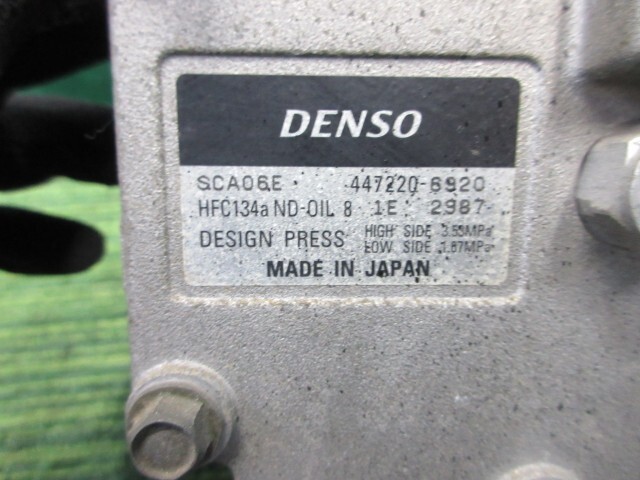 DENSO
SCA06E 447220-6920
HFC134a ND-OIL 8 1E 2987
DESIGN PRESS HIGH SIDE 3.53MPa
LOW SIDE 1.67MPa
MADE IN JAPAN